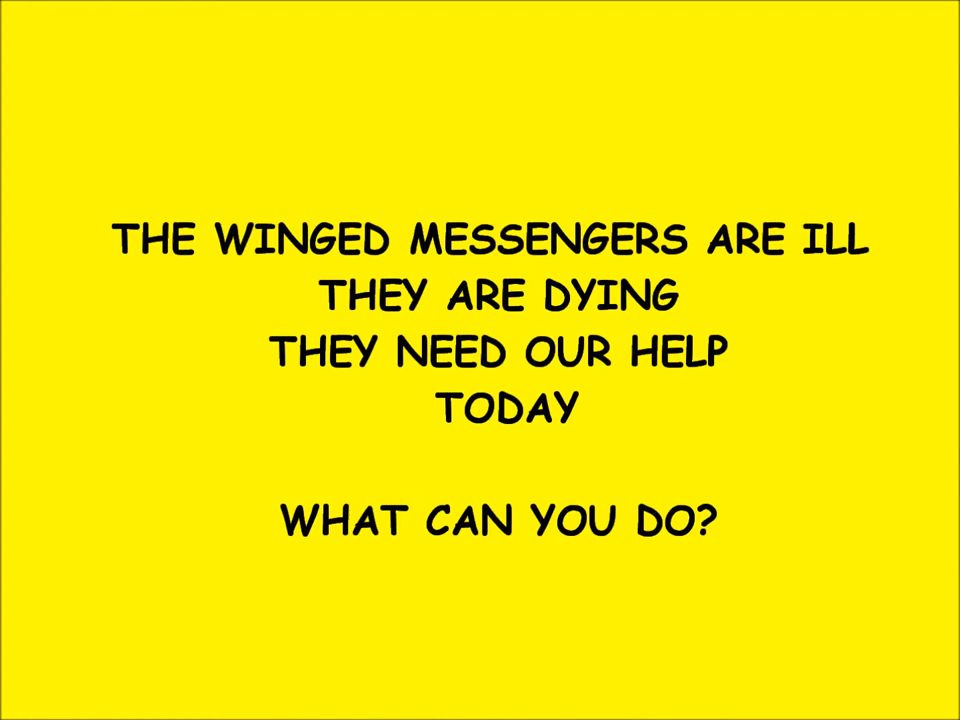 THE WINGED MESSENGERS ARE ILL
THEY ARE DYING
THEY NEED OUR HELP
TODAY
WHAT CAN YOU DO?